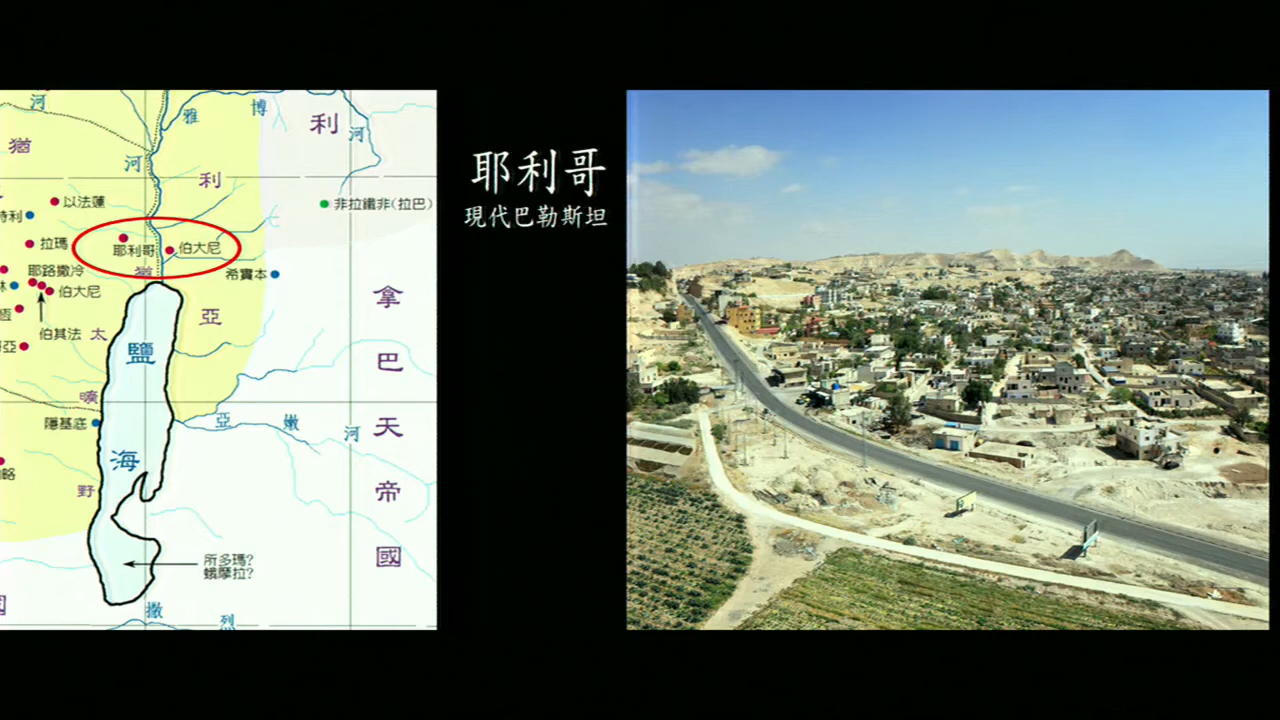 河
雅
博
利
河
猶
河
利
以法蓮
非拉鐵非(拉巴)
拉瑪
耶利哥
伯大尼
耶路撒冷
猶
希實本
伯大尼
伯其法
太
亞
鹽
拿
巴
天
帝
國
曠
隱基底
亞
嫩
河
海
野
所多瑪?
蛾摩拉?
撒
烈
耶利哥
現代巴勒斯坦